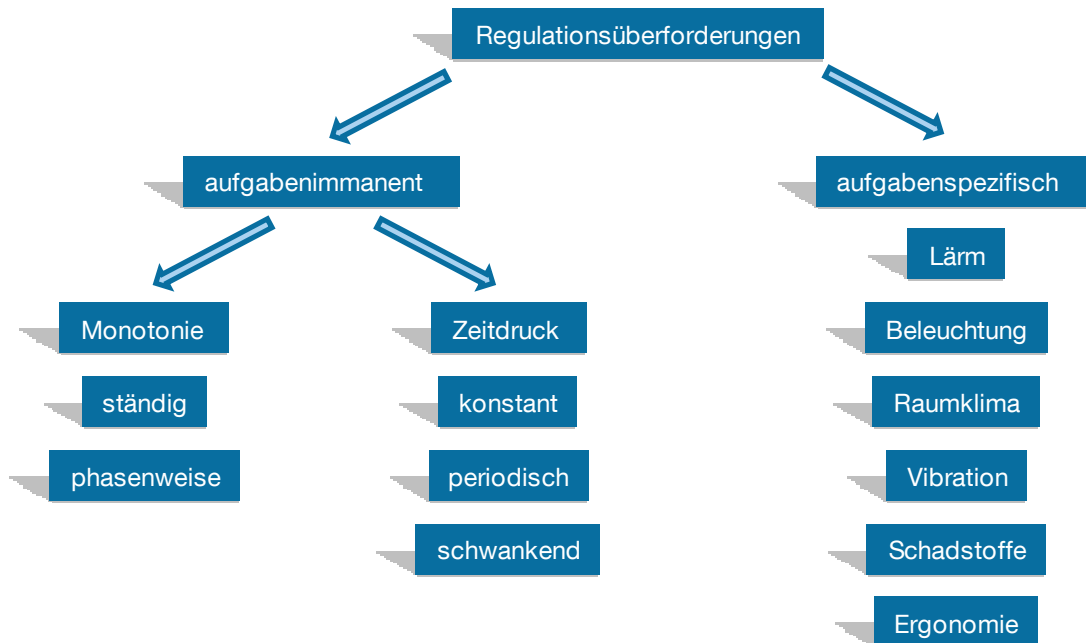 Regulationsüberforderungen
aufgabenimmanent
aufgabenspezifisch
Lärm
Monotonie
Zeitdruck
Beleuchtung
ständig
konstant
Raumklima
phasenweise
periodisch
Vibration
schwankend
Schadstoffe
Ergonomie